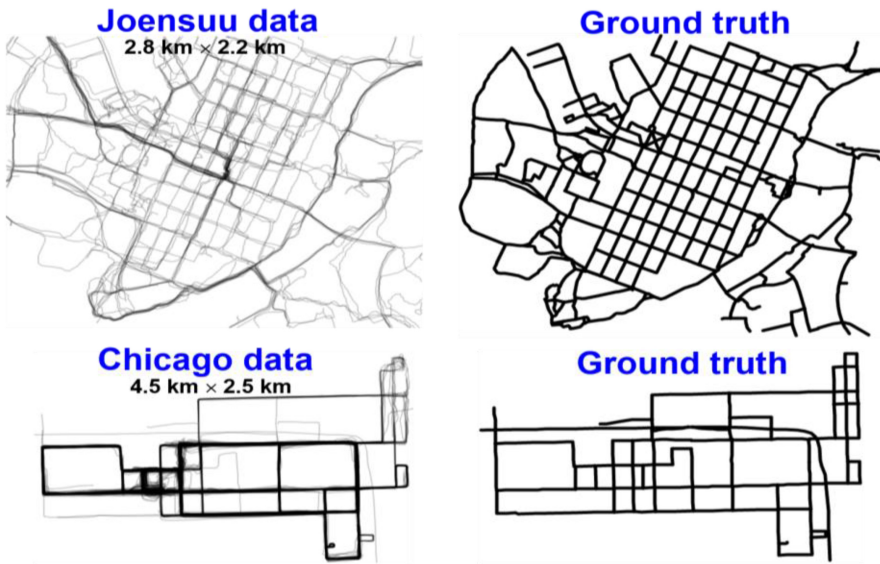 Joensuu data
2.8 km × 2.2 km
Ground truth
Chicago data
4.5 km × 2.5 km
Ground truth